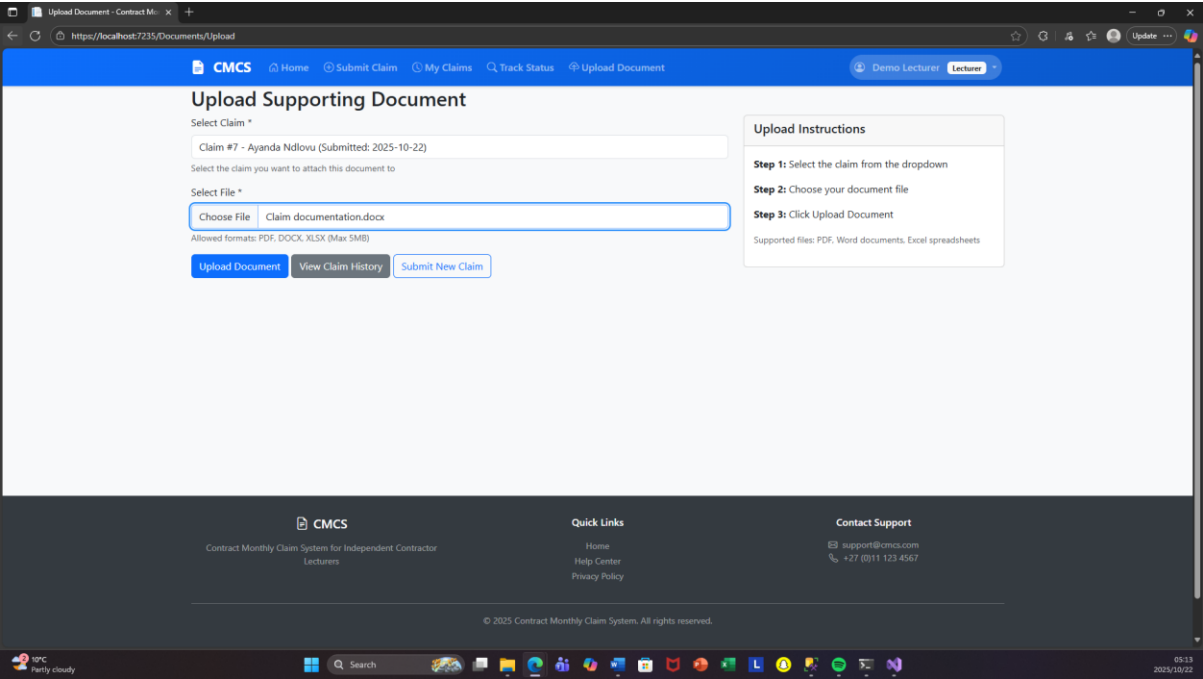 Upload Document - Contract Mo
https://localhost:7235/Documents/Upload
Update
CMCS Home Submit Claim My Claims Track Status Upload Document Demo Lecturer Lecturer
Upload Supporting Document
Select Claim *
Claim #7 - Ayanda Ndlovu (Submitted: 2025-10-22)
Select the claim you want to attach this document to
Select File *
Choose File Claim documentation.docx
Allowed formats: PDF, DOCX, XLSX (Max 5MB)
Upload Document View Claim History Submit New Claim
Upload Instructions
Step 1: Select the claim from the dropdown
Step 2: Choose your document file
Step 3: Click Upload Document
Supported files: PDF, Word documents, Excel spreadsheets
CMCS
Contract Monthly Claim System for Independent Contractor
Lecturers
Quick Links
Home
Help Center
Privacy Policy
Contact Support
support@cmcs.com
+27 (0)11 123 4567
© 2025 Contract Monthly Claim System. All rights reserved.
2
10°C
Partly cloudy
Search
L
05:13
2025/10/22